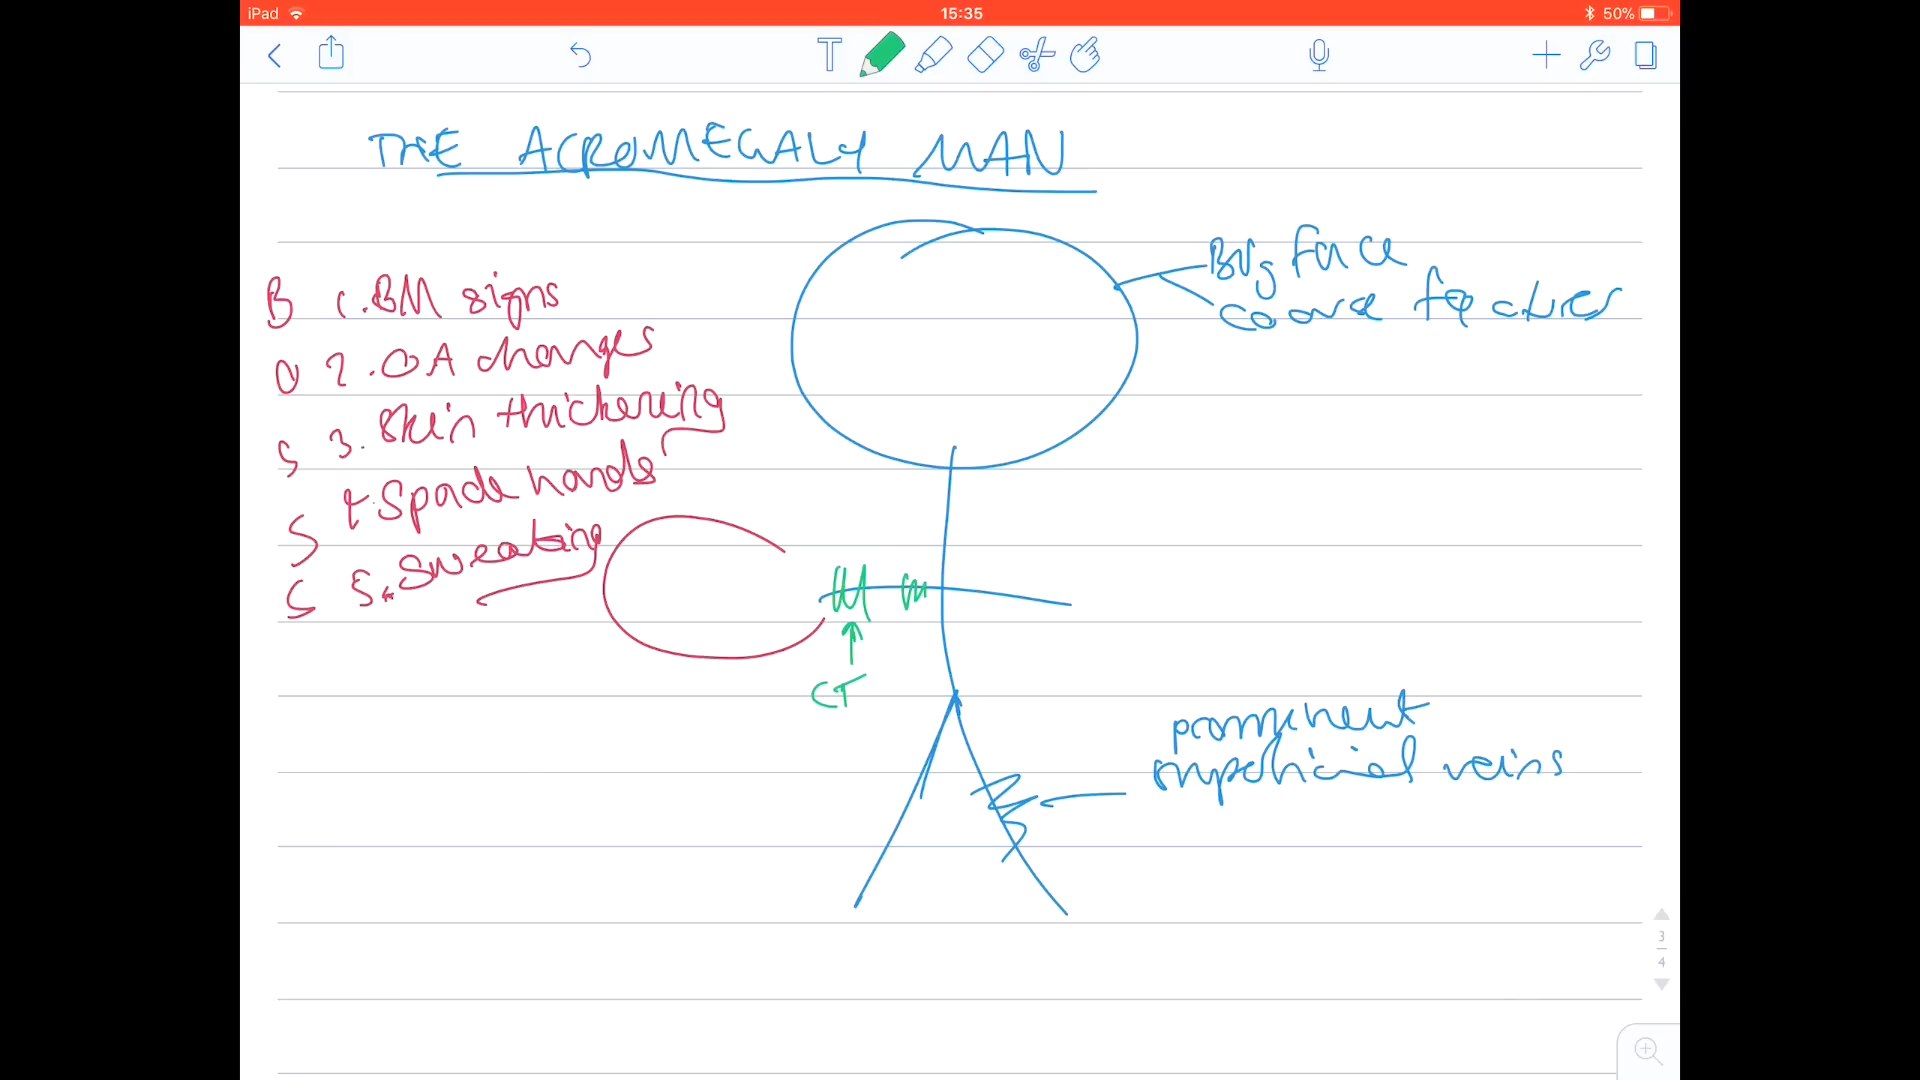 iPad
15:35
50%
T
THE ACROMEGALY MAN
Big face
coarse features
B 1. BM signs
O 2. OA changes
S 3. Skin thickening
S 4. Spade hands
S 5. Sweating
CT
prominent
superficial veins
3
4